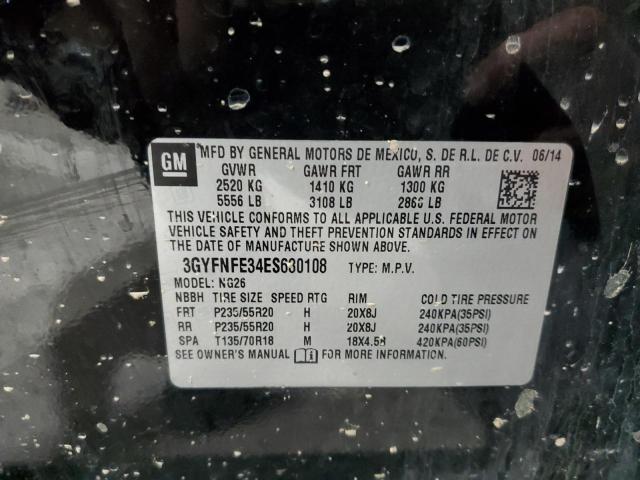 GM
MFD BY GENERAL MOTORS DE MEXICO, S. DE R.L. DE C.V. 06/14
GVWR GAWR FRT GAWR RR
2520 KG 1410 KG 1300 KG
5556 LB 3108 LB 2866 LB
THIS VEHICLE CONFORMS TO ALL APPLICABLE U.S. FEDERAL MOTOR
VEHICLE SAFETY AND THEFT PREVENTION STANDARDS IN EFFECT ON
THE DATE OF MANUFACTURE SHOWN ABOVE.
3GYFNFE34ES630108 TYPE: M.P.V.
MODEL: NG26
NBBH TIRE SIZE SPEED RTG RIM COLD TIRE PRESSURE
FRT P235/55R20 H 20X8J 240KPA(35PSI)
RR P235/55R20 H 20X8J 240KPA(35PSI)
SPA T135/70R18 M 18X4.5B 420KPA(60PSI)
SEE OWNER'S MANUAL FOR MORE INFORMATION.